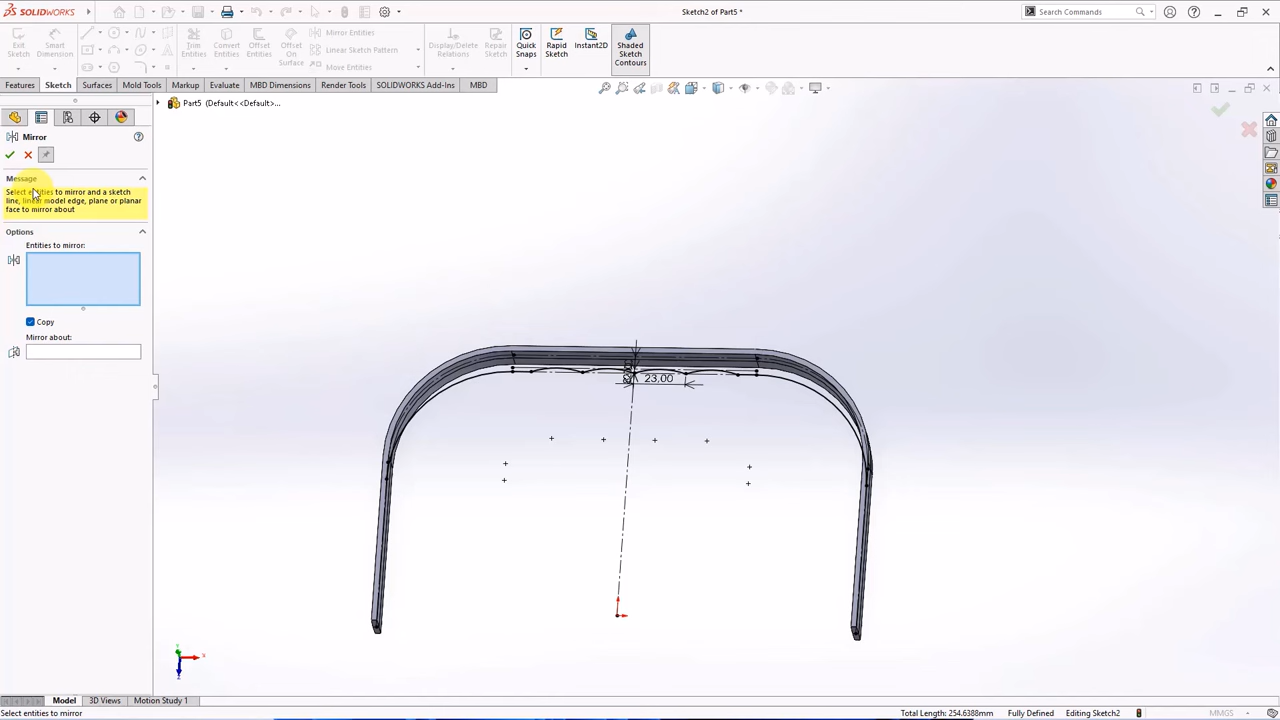 SOLIDWORKS
Sketch2 of Part5 *
Search Commands
Exit Sketch
Smart Dimension
Trim Entities
Convert Entities
Offset Entities
Offset On Surface
Mirror Entities
Linear Sketch Pattern
Move Entities
Display/Delete Relations
Repair Sketch
Quick Snaps
Rapid Sketch
Instant2D
Shaded Sketch Contours
Features
Sketch
Surfaces
Mold Tools
Markup
Evaluate
MBD Dimensions
Render Tools
SOLIDWORKS Add-Ins
MBD
Part5 (Default<<Default>...
Mirror
Message
Select entities to mirror and a sketch
line, linear model edge, plane or planar
face to mirror about
Options
Entities to mirror:
Copy
Mirror about:
23,00
Model
3D Views
Motion Study 1
Select entities to mirror
Total Length: 254.6388mm
Fully Defined
Editing Sketch2
MMGS